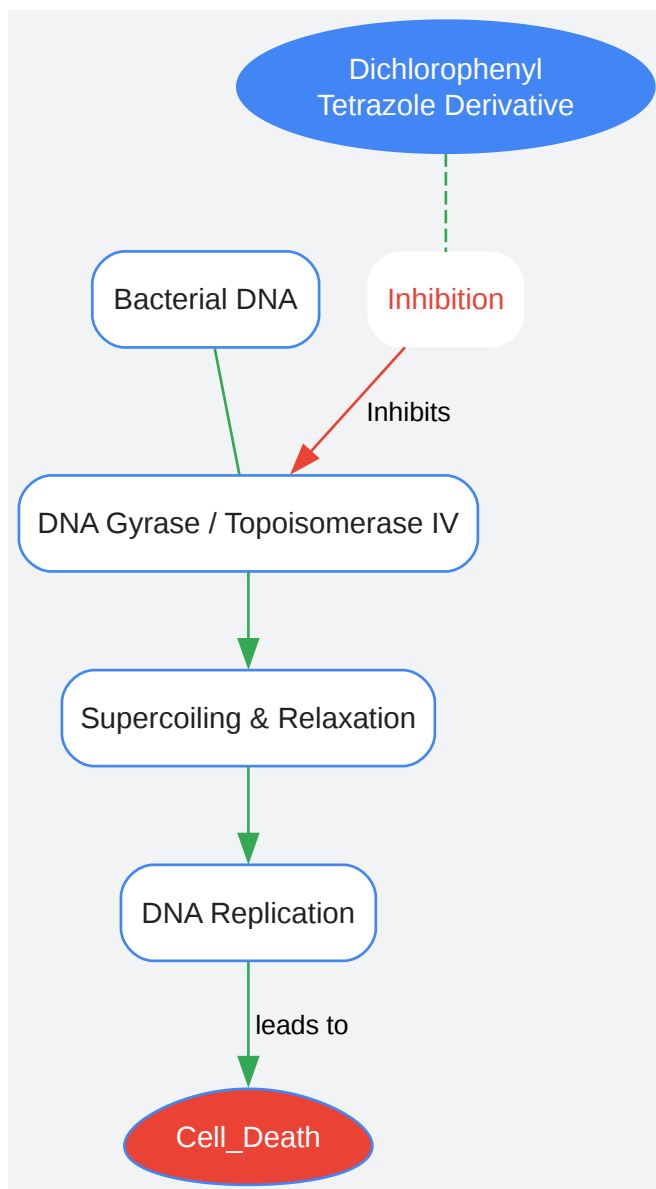 Dichlorophenyl
Tetrazole Derivative
Bacterial DNA
Inhibition
Inhibits
DNA Gyrase / Topoisomerase IV
Supercoiling & Relaxation
DNA Replication
leads to
Cell_Death